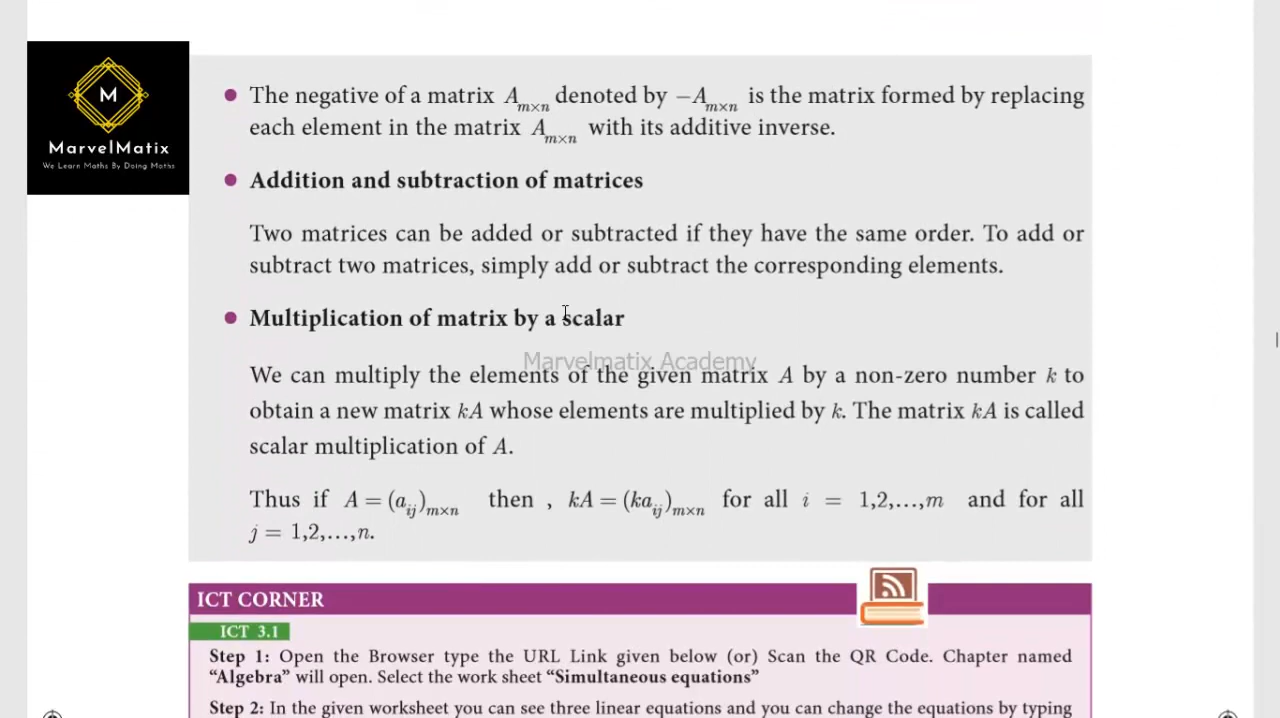 M
MarvelMatix
We Learn Maths By Doing Maths
• The negative of a matrix A_{m×n} denoted by −A_{m×n} is the matrix formed by replacing
each element in the matrix A_{m×n} with its additive inverse.
• Addition and subtraction of matrices
Two matrices can be added or subtracted if they have the same order. To add or
subtract two matrices, simply add or subtract the corresponding elements.
• Multiplication of matrix by a scalar
Marvelmatix Academy
We can multiply the elements of the given matrix A by a non-zero number k to
obtain a new matrix kA whose elements are multiplied by k. The matrix kA is called
scalar multiplication of A.
Thus if A = (a_{ij})_{m×n} then , kA = (ka_{ij})_{m×n} for all i = 1,2,…,m and for all
j = 1,2,…,n.
ICT CORNER
ICT 3.1
Step 1: Open the Browser type the URL Link given below (or) Scan the QR Code. Chapter named
“Algebra” will open. Select the work sheet “Simultaneous equations”
Step 2: In the given worksheet you can see three linear equations and you can change the equations by typing